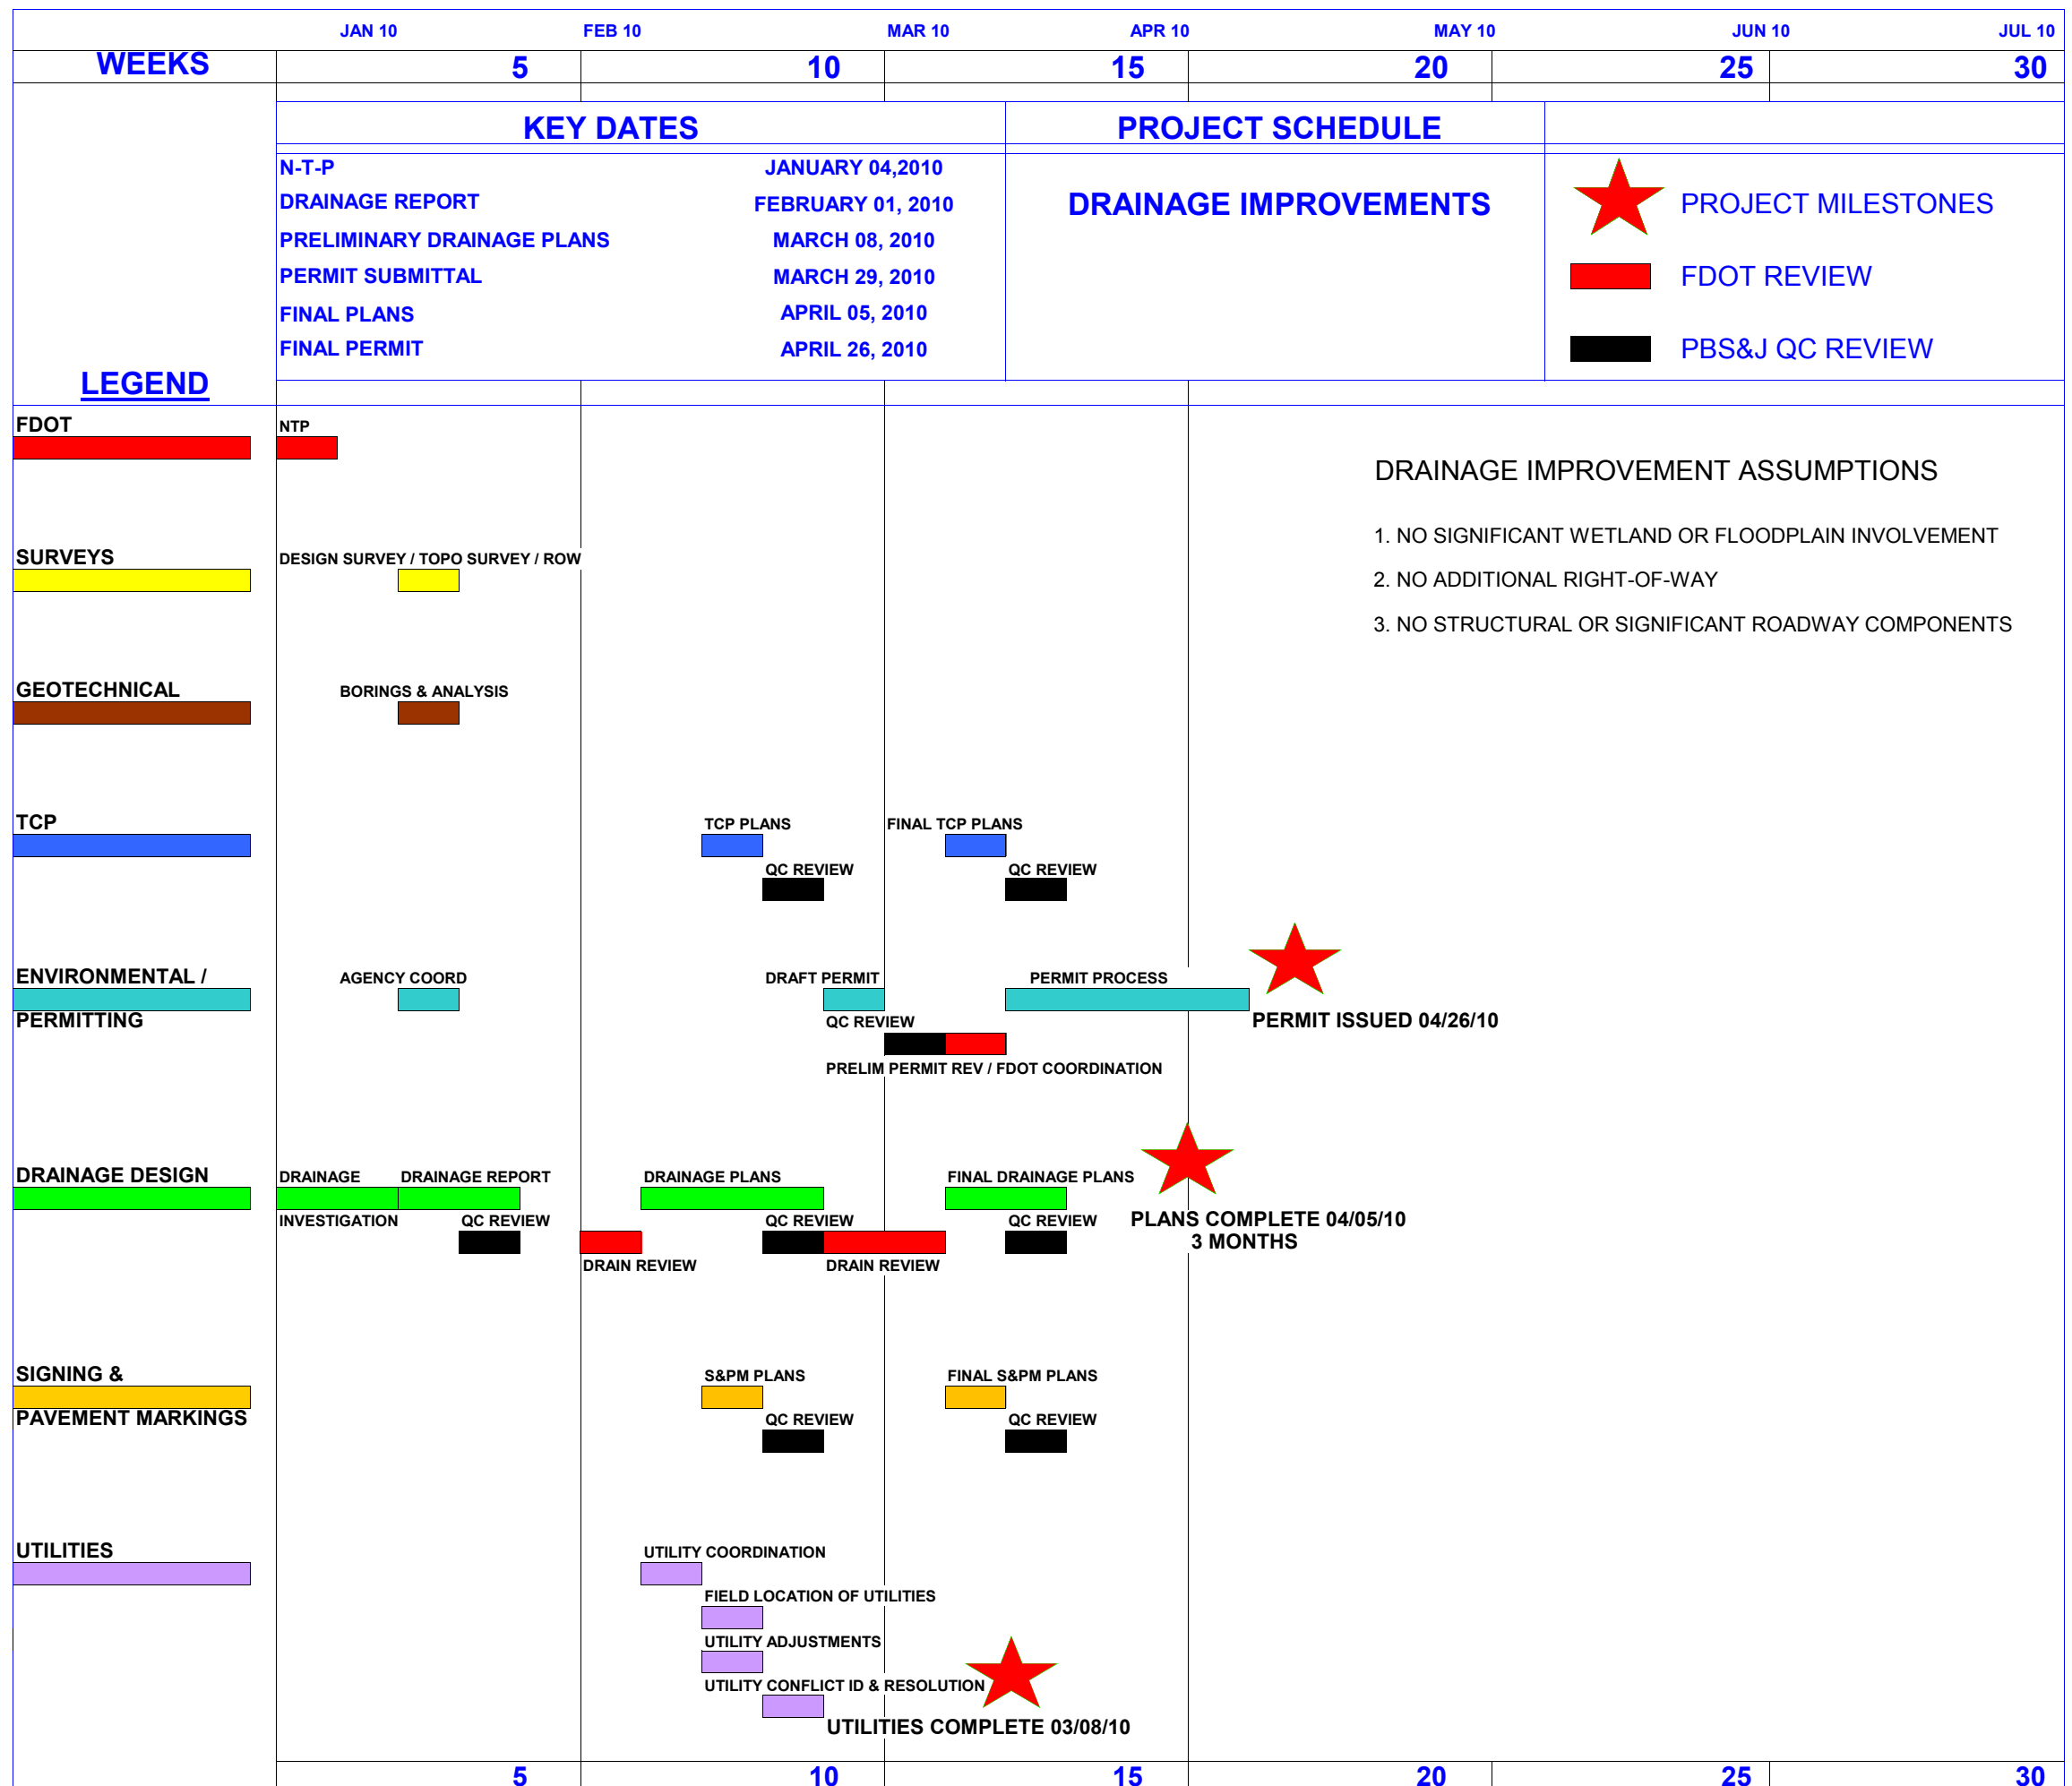 JAN 10 FEB 10 MAR 10 APR 10 MAY 10 JUN 10 JUL 10
WEEKS 5 10 15 20 25 30
KEY DATES PROJECT SCHEDULE
N-T-P JANUARY 04,2010
DRAINAGE REPORT FEBRUARY 01, 2010 DRAINAGE IMPROVEMENTS PROJECT MILESTONES
PRELIMINARY DRAINAGE PLANS MARCH 08, 2010
PERMIT SUBMITTAL MARCH 29, 2010 FDOT REVIEW
FINAL PLANS APRIL 05, 2010
FINAL PERMIT APRIL 26, 2010 PBS&J QC REVIEW
LEGEND
FDOT NTP
DRAINAGE IMPROVEMENT ASSUMPTIONS
1. NO SIGNIFICANT WETLAND OR FLOODPLAIN INVOLVEMENT
SURVEYS DESIGN SURVEY / TOPO SURVEY / ROW
2. NO ADDITIONAL RIGHT-OF-WAY
3. NO STRUCTURAL OR SIGNIFICANT ROADWAY COMPONENTS
GEOTECHNICAL BORINGS & ANALYSIS
TCP TCP PLANS FINAL TCP PLANS
QC REVIEW QC REVIEW
ENVIRONMENTAL / AGENCY COORD DRAFT PERMIT PERMIT PROCESS
PERMITTING QC REVIEW PERMIT ISSUED 04/26/10
PRELIM PERMIT REV / FDOT COORDINATION
DRAINAGE DESIGN DRAINAGE DRAINAGE REPORT DRAINAGE PLANS FINAL DRAINAGE PLANS
INVESTIGATION QC REVIEW QC REVIEW QC REVIEW PLANS COMPLETE 04/05/10
3 MONTHS
DRAIN REVIEW DRAIN REVIEW
SIGNING & S&PM PLANS FINAL S&PM PLANS
PAVEMENT MARKINGS QC REVIEW QC REVIEW
UTILITIES UTILITY COORDINATION
FIELD LOCATION OF UTILITIES
UTILITY ADJUSTMENTS
UTILITY CONFLICT ID & RESOLUTION
UTILITIES COMPLETE 03/08/10
5 10 15 20 25 30